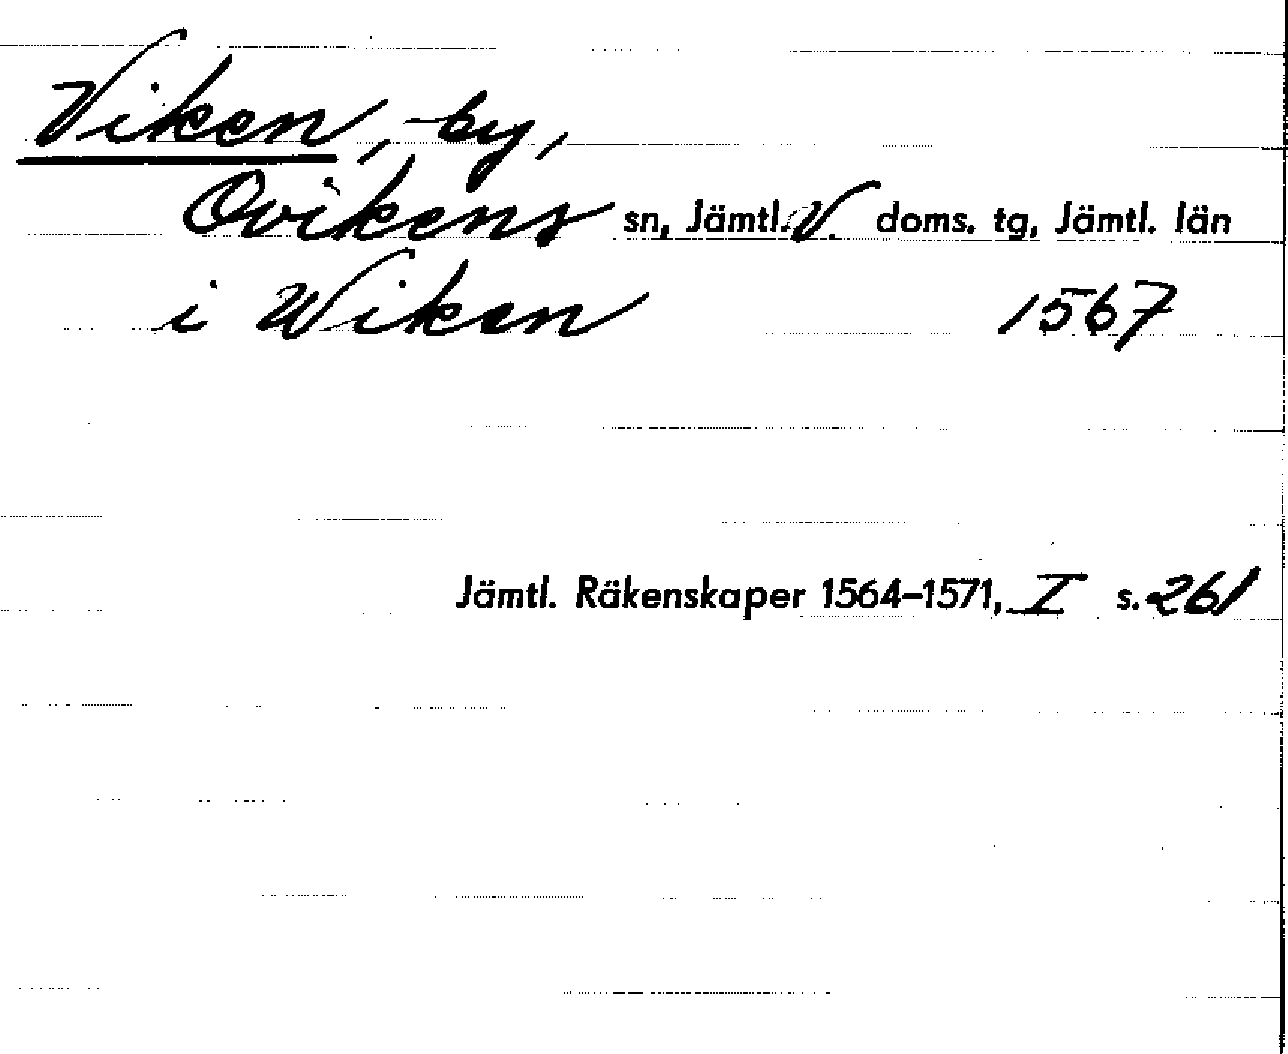 Viken, by,
Ovikens sn, Jämtl. V. doms. tg, Jämtl. län
i Wiken 1567
Jämtl. Räkenskaper 1564–1571, I s. 261